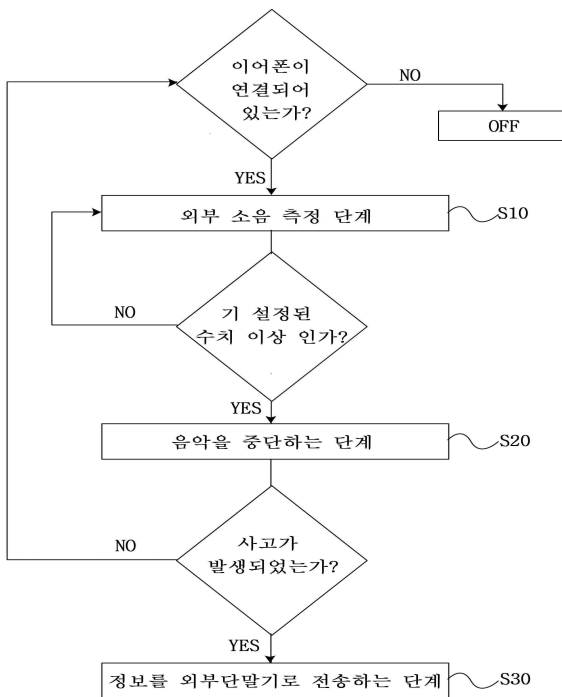 이어폰이
연결되어
있는가?
NO
OFF
YES
외부 소음 측정 단계
S10
NO
기 설정된
수치 이상 인가?
YES
음악을 중단하는 단계
S20
NO
사고가
발생되었는가?
YES
정보를 외부단말기로 전송하는 단계
S30